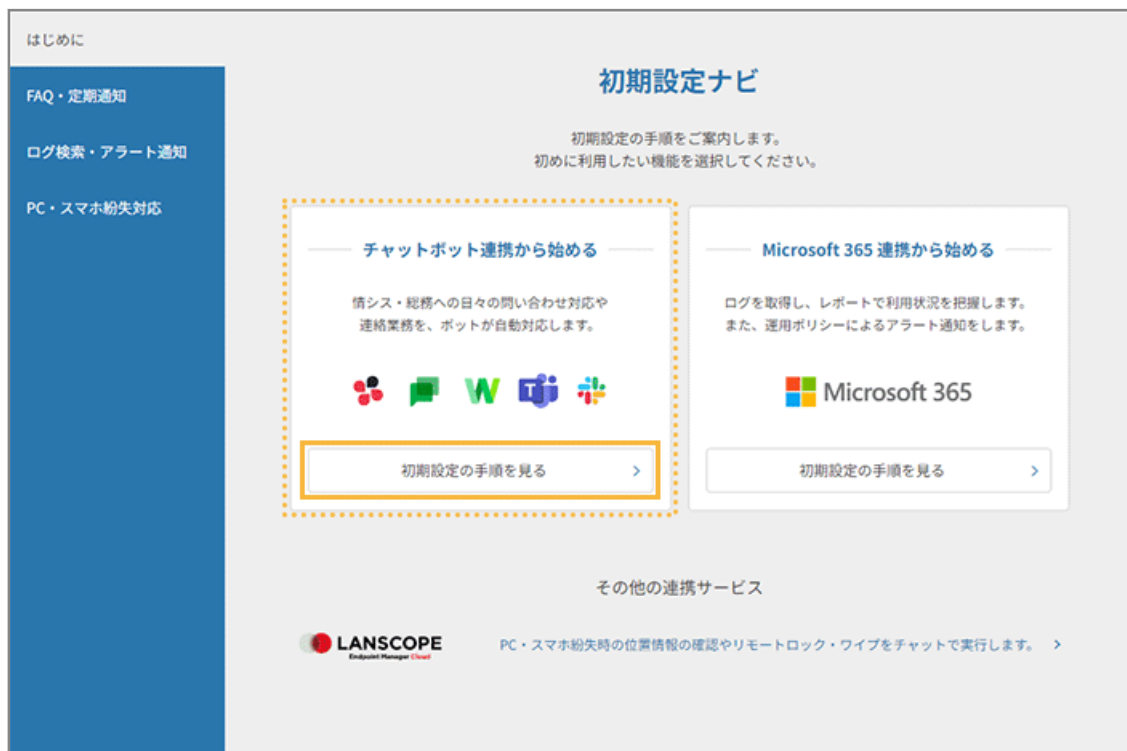 はじめに
FAQ・定期通知
ログ検索・アラート通知
PC・スマホ紛失対応
初期設定ナビ
初期設定の手順をご案内します。
初めに利用したい機能を選択してください。
チャットボット連携から始める
情シス・総務への日々の問い合わせ対応や
連絡業務を、ボットが自動対応します。
初期設定の手順を見る
Microsoft 365 連携から始める
ログを取得し、レポートで利用状況を把握します。
また、運用ポリシーによるアラート通知をします。
Microsoft 365
初期設定の手順を見る
その他の連携サービス
LANSCOPE
Endpoint Manager Cloud
PC・スマホ紛失時の位置情報の確認やリモートロック・ワイプをチャットで実行します。